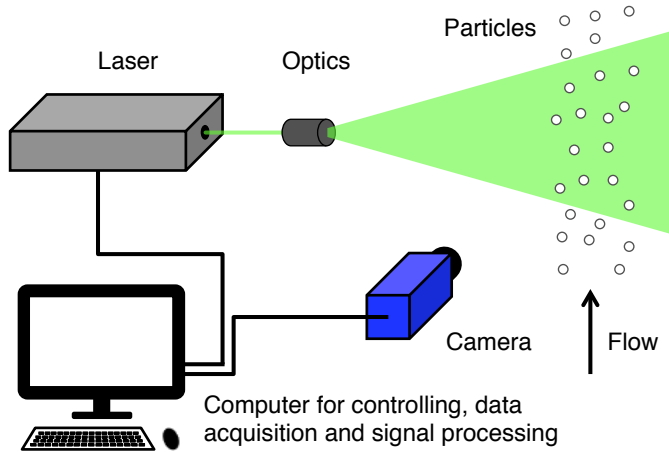 Particles
Laser
Optics
Camera
Flow
Computer for controlling, data
acquisition and signal processing